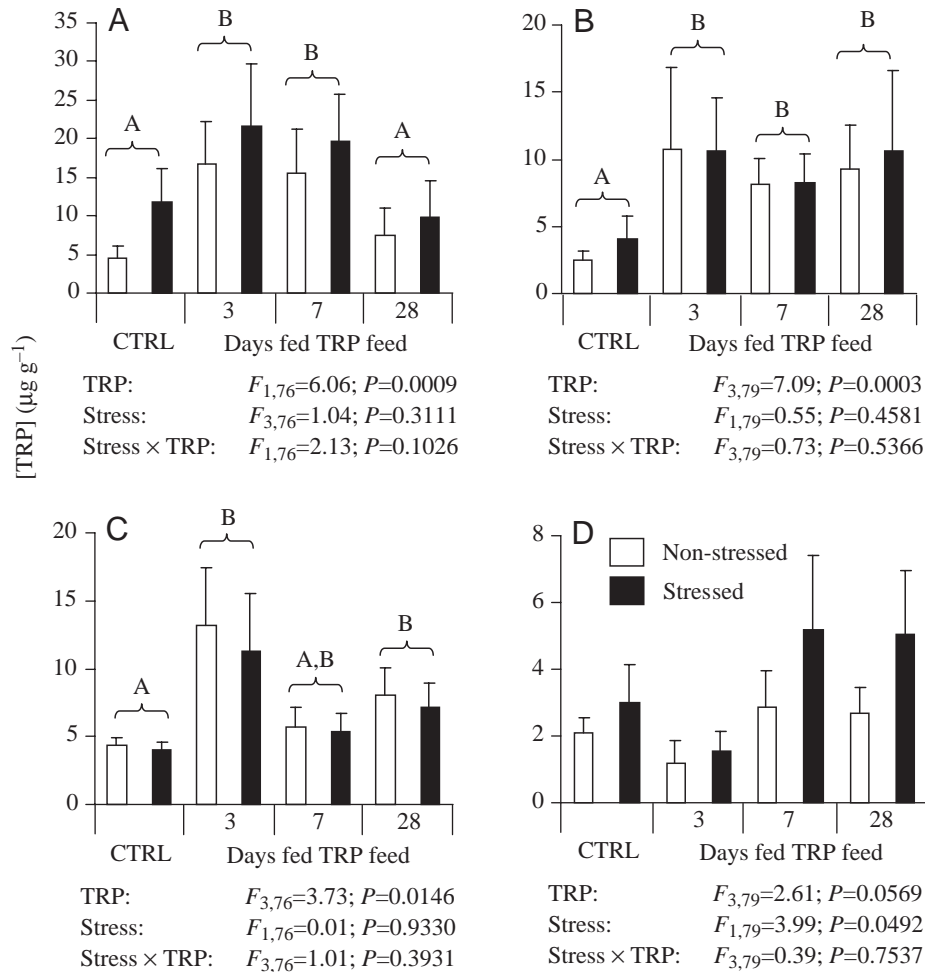 A
35
30
25
20
15
10
5
0
A
B
B
A
3
7
28
CTRL
Days fed TRP feed
TRP: F1,76=6.06; P=0.0009
Stress: F3,76=1.04; P=0.3111
Stress × TRP: F1,76=2.13; P=0.1026
B
20
15
10
5
0
A
B
B
B
3
7
28
CTRL
Days fed TRP feed
TRP: F3,79=7.09; P=0.0003
Stress: F1,79=0.55; P=0.4581
Stress × TRP: F3,79=0.73; P=0.5366
[TRP] (μg g–1)
C
20
15
10
5
0
A
B
A,B
B
3
7
28
CTRL
Days fed TRP feed
TRP: F3,76=3.73; P=0.0146
Stress: F1,76=0.01; P=0.9330
Stress × TRP: F3,76=1.01; P=0.3931
D
8
6
4
2
0
Non-stressed
Stressed
3
7
28
CTRL
Days fed TRP feed
TRP: F3,79=2.61; P=0.0569
Stress: F1,79=3.99; P=0.0492
Stress × TRP: F3,79=0.39; P=0.7537